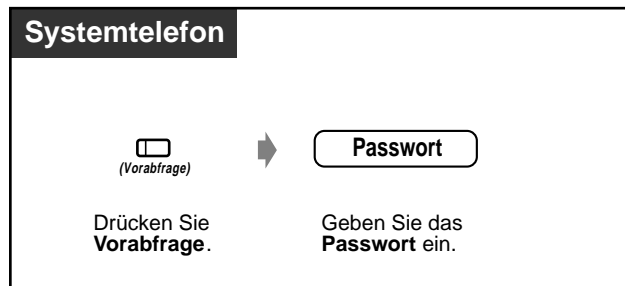 Systemtelefon
Passwort
(Vorabfrage)
Drücken Sie
Vorabfrage.
Geben Sie das
Passwort ein.